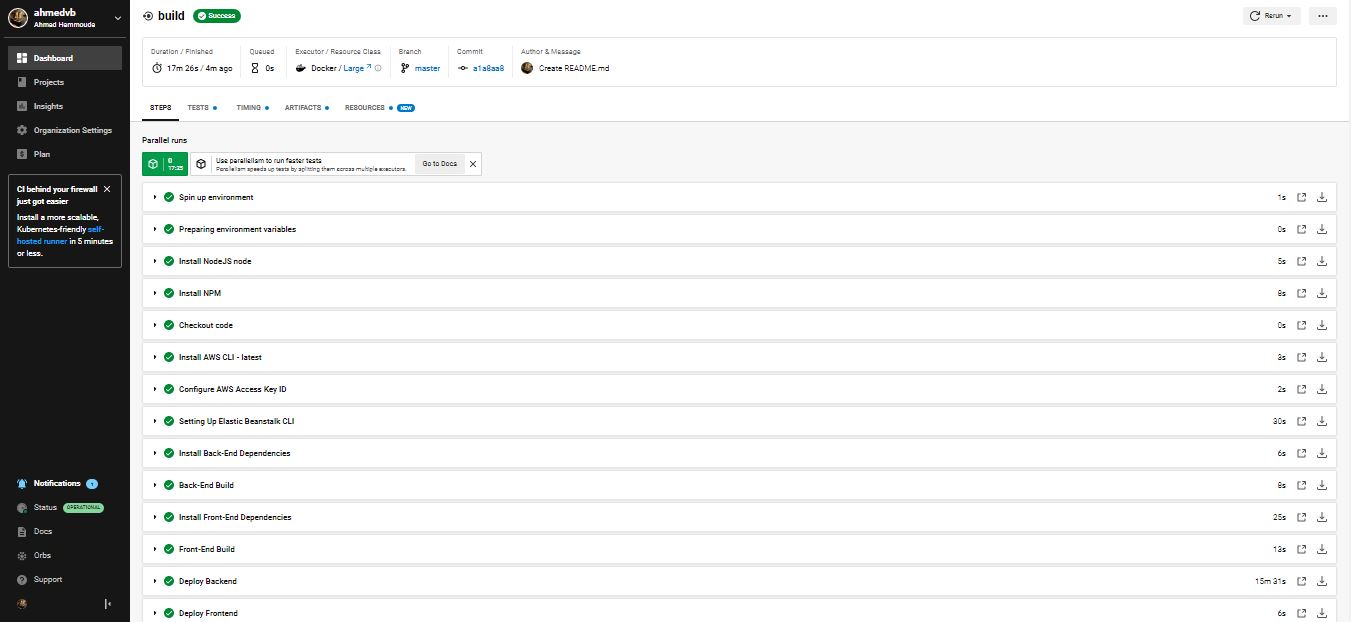 ahmedvb
Ahmed Hammouda
Dashboard
Projects
Insights
Organization Settings
Plan
CI behind your firewall
just got easier
Install a more scalable,
Kubernetes-friendly self-
hosted runner in 5 minutes
or less.
Notifications 1
Status OPERATIONAL
Docs
Orbs
Support
build Success
Rerun
Duration / Finished
17m 26s / 4m ago
Queued
0s
Executor / Resource Class
Docker / Large
Branch
master
Commit
a1a8aa8
Author & Message
Create README.md
STEPS TESTS TIMING ARTIFACTS RESOURCES NEW
Parallel runs
0
17:25
Use parallelism to run faster tests
Parallelism speeds up tests by splitting them across multiple executors.
Go to Docs
Spin up environment 1s
Preparing environment variables 0s
Install NodeJS node 5s
Install NPM 8s
Checkout code 0s
Install AWS CLI - latest 3s
Configure AWS Access Key ID 2s
Setting Up Elastic Beanstalk CLI 30s
Install Back-End Dependencies 6s
Back-End Build 8s
Install Front-End Dependencies 25s
Front-End Build 13s
Deploy Backend 15m 31s
Deploy Frontend 6s